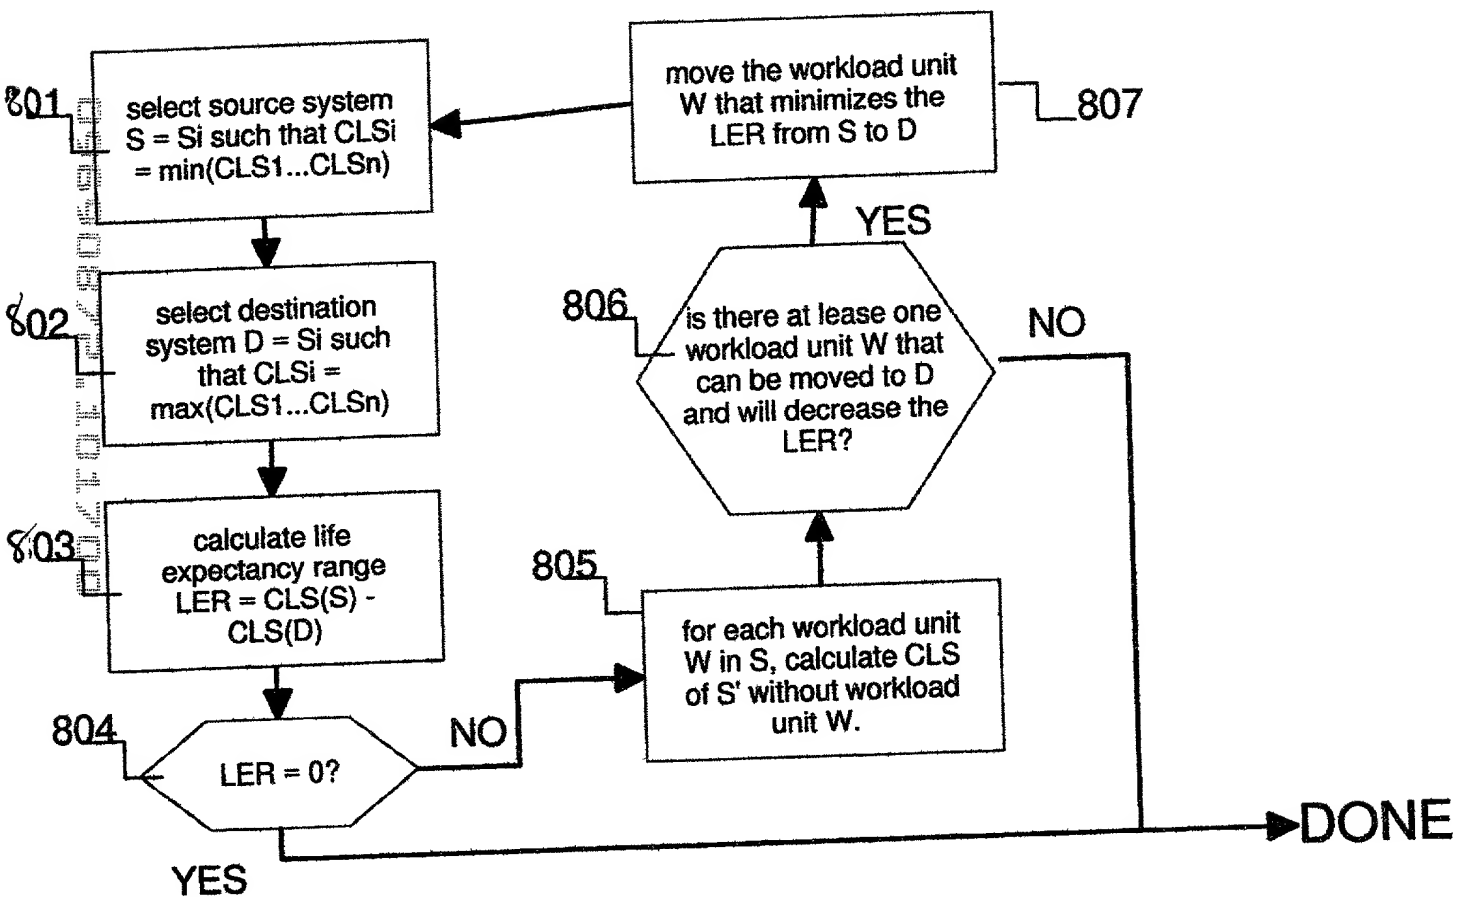 801
select source system
S = Si such that CLSi
= min(CLS1...CLSn)
802
select destination
system D = Si such
that CLSi =
max(CLS1...CLSn)
803
calculate life
expectancy range
LER = CLS(S) -
CLS(D)
804
LER = 0?
NO
YES
805
for each workload unit
W in S, calculate CLS
of S' without workload
unit W.
806
is there at lease one
workload unit W that
can be moved to D
and will decrease the
LER?
YES
NO
move the workload unit
W that minimizes the
LER from S to D
807
DONE